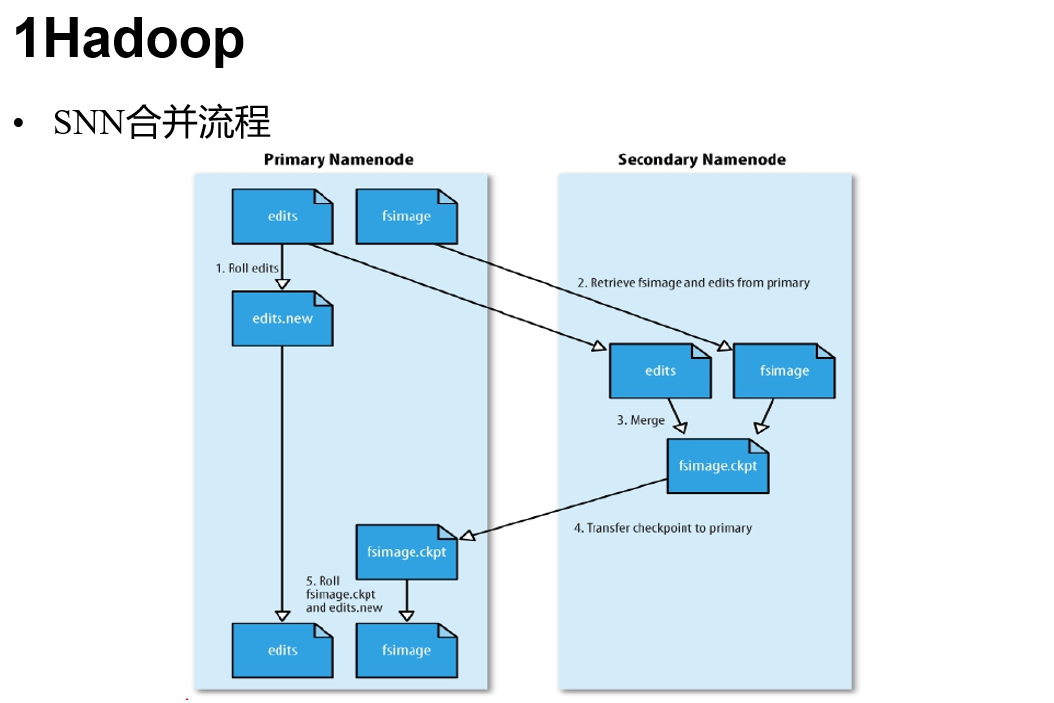 1Hadoop
• SNN合并流程
Primary Namenode
Secondary Namenode
edits
fsimage
1. Roll edits
2. Retrieve fsimage and edits from primary
edits.new
edits
fsimage
3. Merge
fsimage.ckpt
4. Transfer checkpoint to primary
fsimage.ckpt
5. Roll
fsimage.ckpt
and edits.new
edits
fsimage